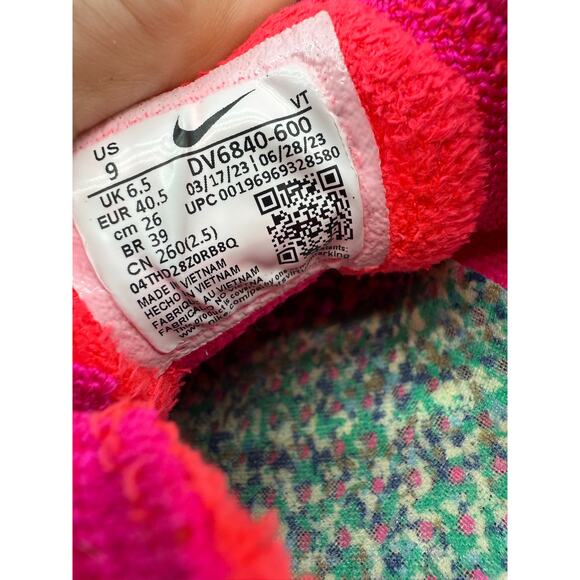 US
9
VT
UK 6.5
DV6840-600
EUR 40.5
03/17/23 | 06/28/23
cm 26
UPC 00196969328580
BR 39
CN 260(2.5)
04THD28Z0RB8Q
MADE IN VIETNAM
HECHO EN VIETNAM
FABRIQUÉ AU VIETNAM